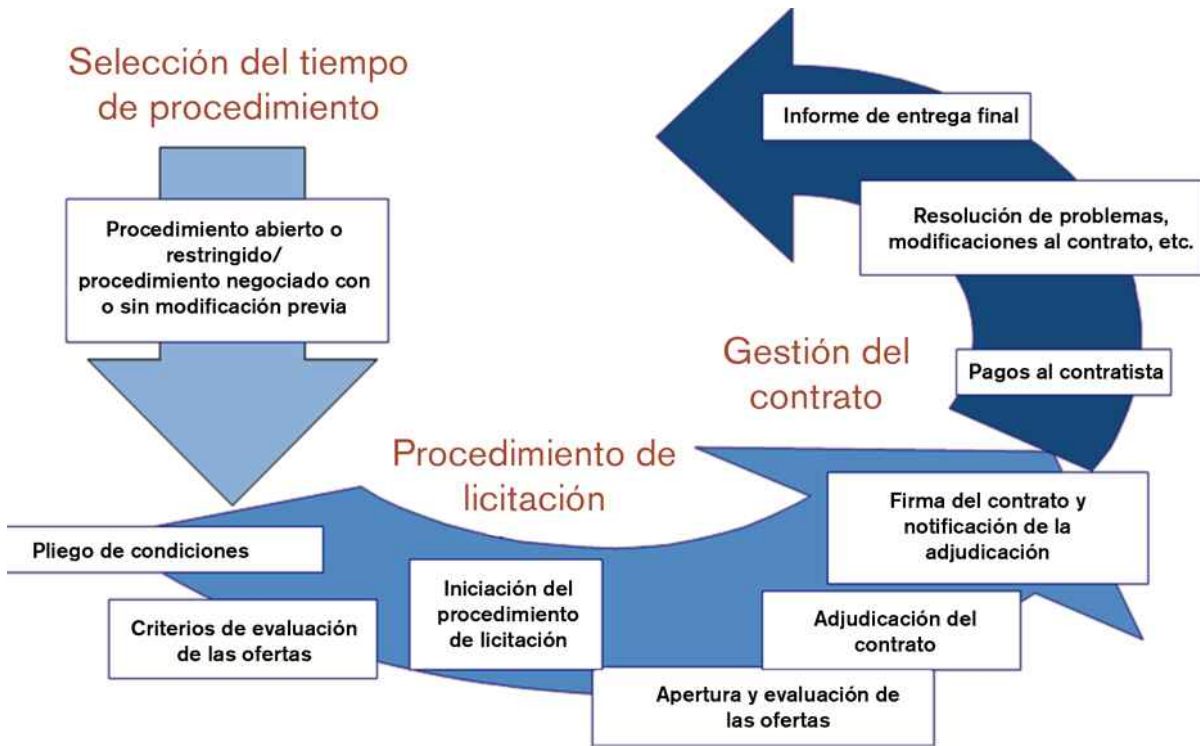 Selección del tiempo
de procedimiento
Procedimiento abierto o
restringido/
procedimiento negociado con
o sin modificación previa
Procedimiento de
licitación
Pliego de condiciones
Criterios de evaluación
de las ofertas
Iniciación del
procedimiento
de licitación
Apertura y evaluación de
las ofertas
Adjudicación del
contrato
Firma del contrato y
notificación de la
adjudicación
Gestión del
contrato
Pagos al contratista
Resolución de problemas,
modificaciones al contrato, etc.
Informe de entrega final